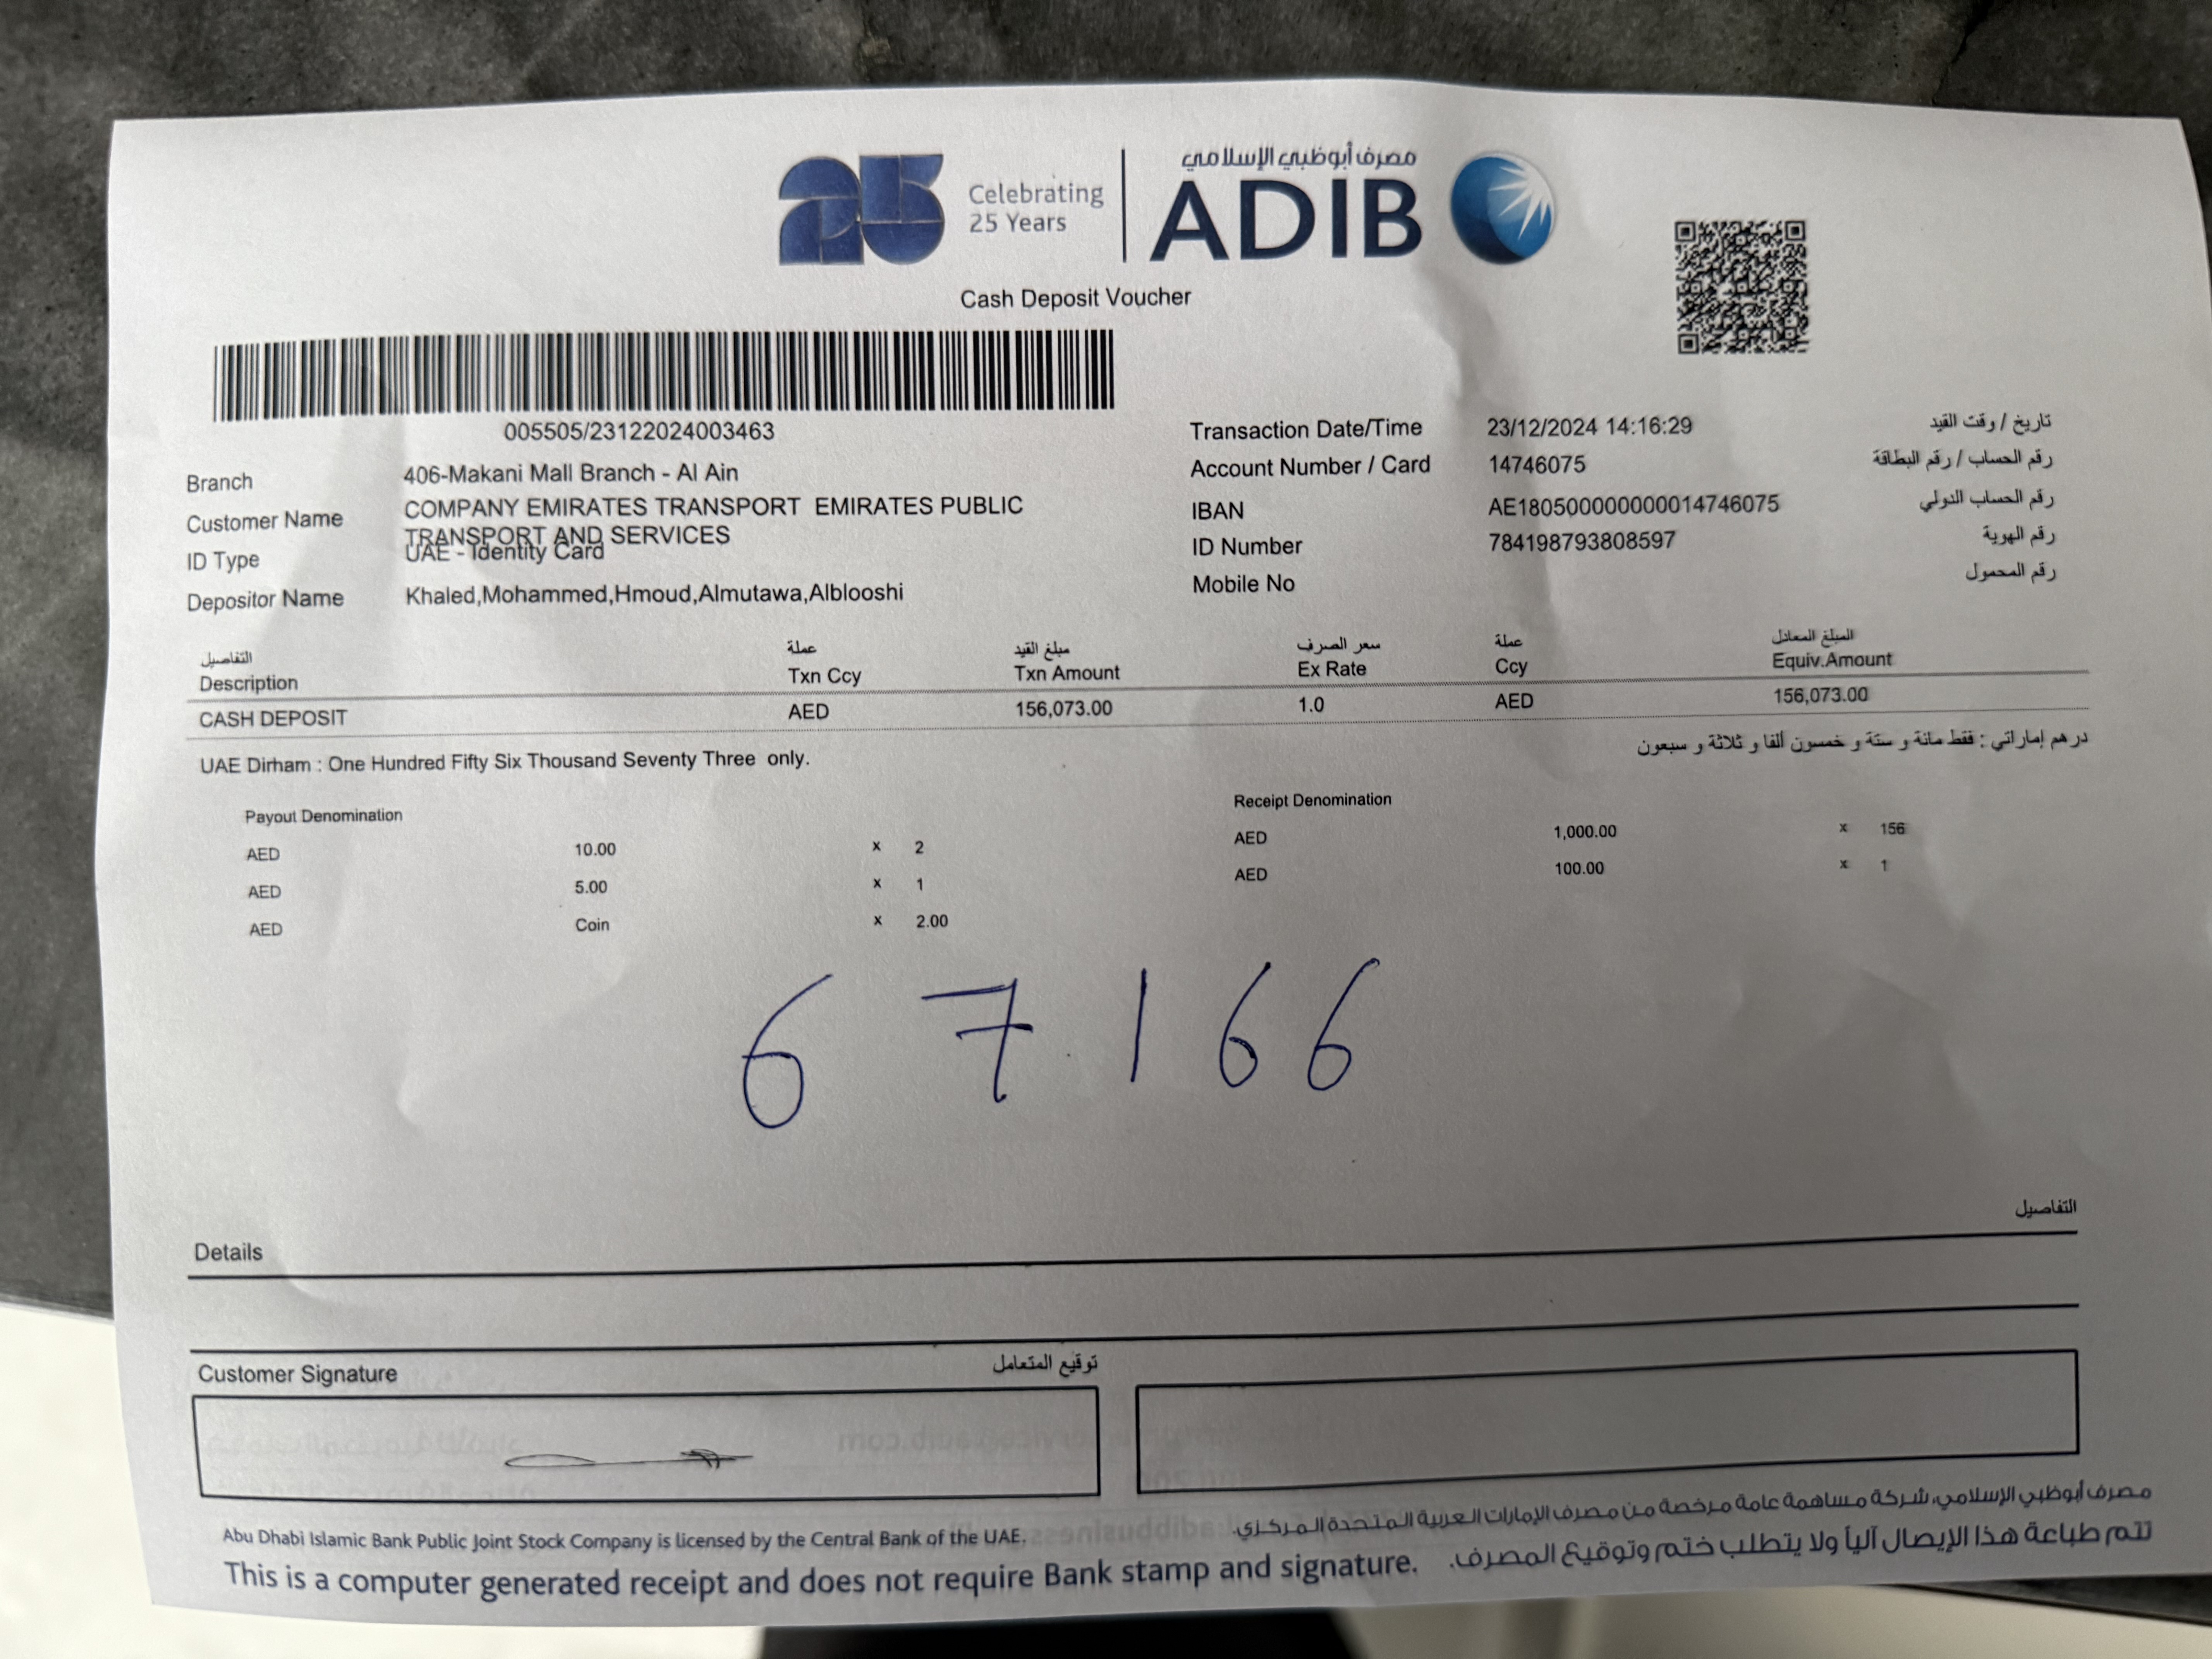 25 Celebrating
25 Years
مصرف أبوظبي الإسلامي
ADIB
Cash Deposit Voucher
005505/23122024003463
Transaction Date/Time 23/12/2024 14:16:29 تاريخ / وقت القيد
Branch 406-Makani Mall Branch - Al Ain
Account Number / Card 14746075 رقم الحساب / رقم البطاقة
Customer Name COMPANY EMIRATES TRANSPORT EMIRATES PUBLIC
TRANSPORT AND SERVICES
IBAN AE180500000000014746075 رقم الحساب الدولي
ID Type UAE - Identity Card
ID Number 784198793808597 رقم الهوية
Depositor Name Khaled,Mohammed,Hmoud,Almutawa,Alblooshi
Mobile No رقم المحمول
التفاصيل عملة مبلغ القيد سعر الصرف عملة المبلغ المعادل
Description Txn Ccy Txn Amount Ex Rate Ccy Equiv.Amount
CASH DEPOSIT AED 156,073.00 1.0 AED 156,073.00
UAE Dirham : One Hundred Fifty Six Thousand Seventy Three only.
درهم إماراتي : فقط مائة و ستة و خمسون ألفا و ثلاثة و سبعون
Payout Denomination
AED 10.00 x 2
AED 5.00 x 1
AED Coin x 2.00
Receipt Denomination
AED 1,000.00 x 156
AED 100.00 x 1
6 7 1 6 6
Details التفاصيل
Customer Signature توقيع المتعامل
Abu Dhabi Islamic Bank Public Joint Stock Company is licensed by the Central Bank of the UAE.
مصرف أبوظبي الإسلامي، شركة مساهمة عامة مرخصة من مصرف الإمارات العربية المتحدة المركزي.
This is a computer generated receipt and does not require Bank stamp and signature.
تتم طباعة هذا الإيصال آلياً ولا يتطلب ختم وتوقيع المصرف.